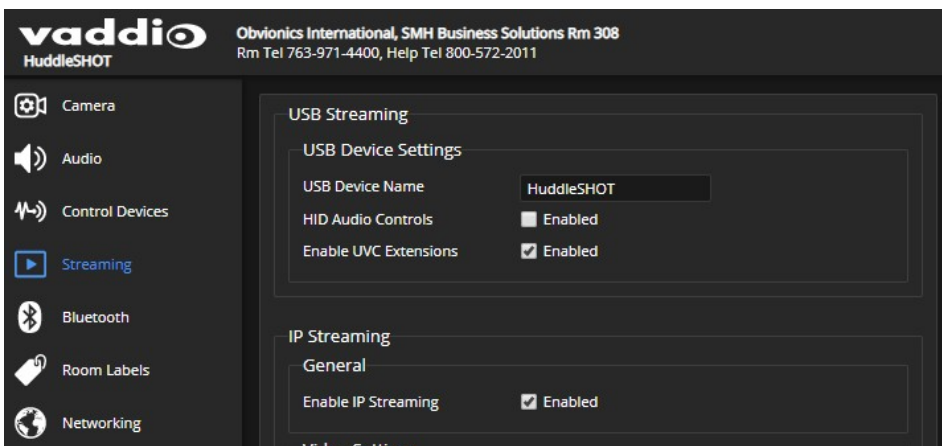 vaddio
HuddleSHOT
Obvionics International, SMH Business Solutions Rm 308
Rm Tel 763-971-4400, Help Tel 800-572-2011
Camera
Audio
Control Devices
Streaming
Bluetooth
Room Labels
Networking
USB Streaming
USB Device Settings
USB Device Name HuddleSHOT
HID Audio Controls Enabled
Enable UVC Extensions Enabled
IP Streaming
General
Enable IP Streaming Enabled